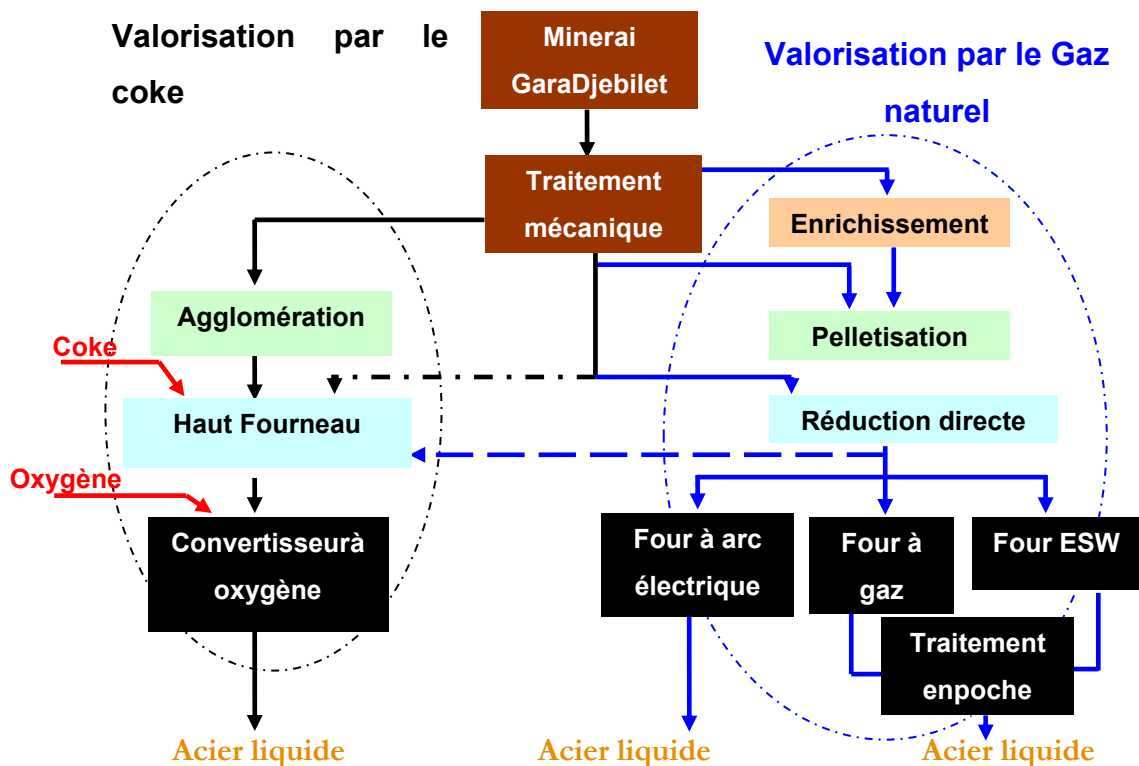 Valorisation par le
coke
Minerai
GaraDjebilet
Valorisation par le Gaz
naturel
Traitement
mécanique
Enrichissement
Agglomération
Pelletisation
Coke
Haut Fourneau
Réduction directe
Oxygène
Convertisseurà
oxygène
Four à arc
électrique
Four à
gaz
Four ESW
Traitement
enpoche
Acier liquide
Acier liquide
Acier liquide